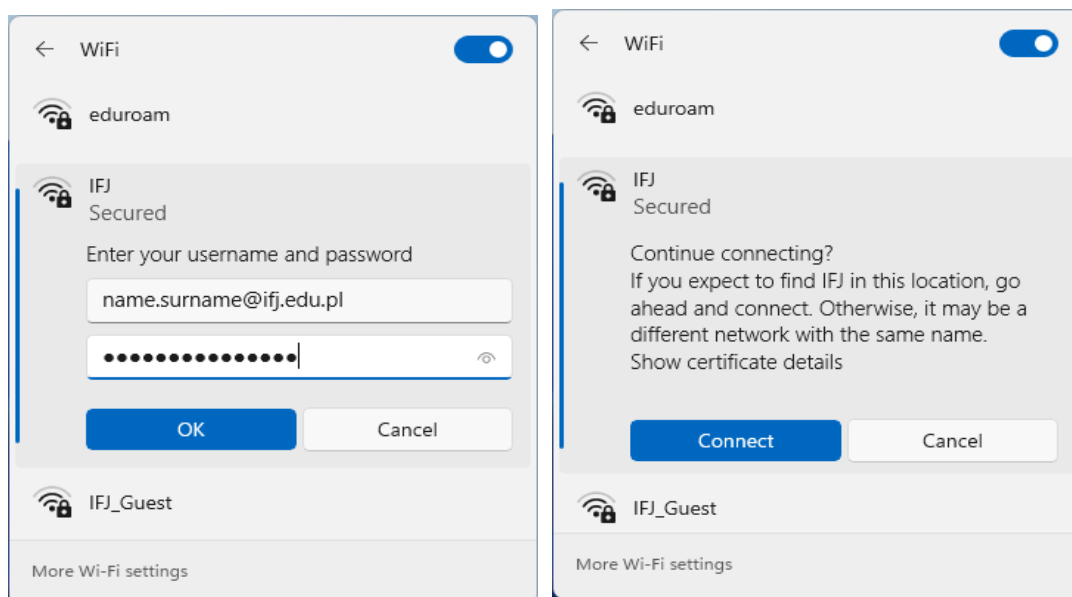 WiFi
eduroam
IFJ
Secured
Enter your username and password
name.surname@ifj.edu.pl
OK
Cancel
IFJ_Guest
More Wi-Fi settings
WiFi
eduroam
IFJ
Secured
Continue connecting?
If you expect to find IFJ in this location, go
ahead and connect. Otherwise, it may be a
different network with the same name.
Show certificate details
Connect
Cancel
IFJ_Guest
More Wi-Fi settings